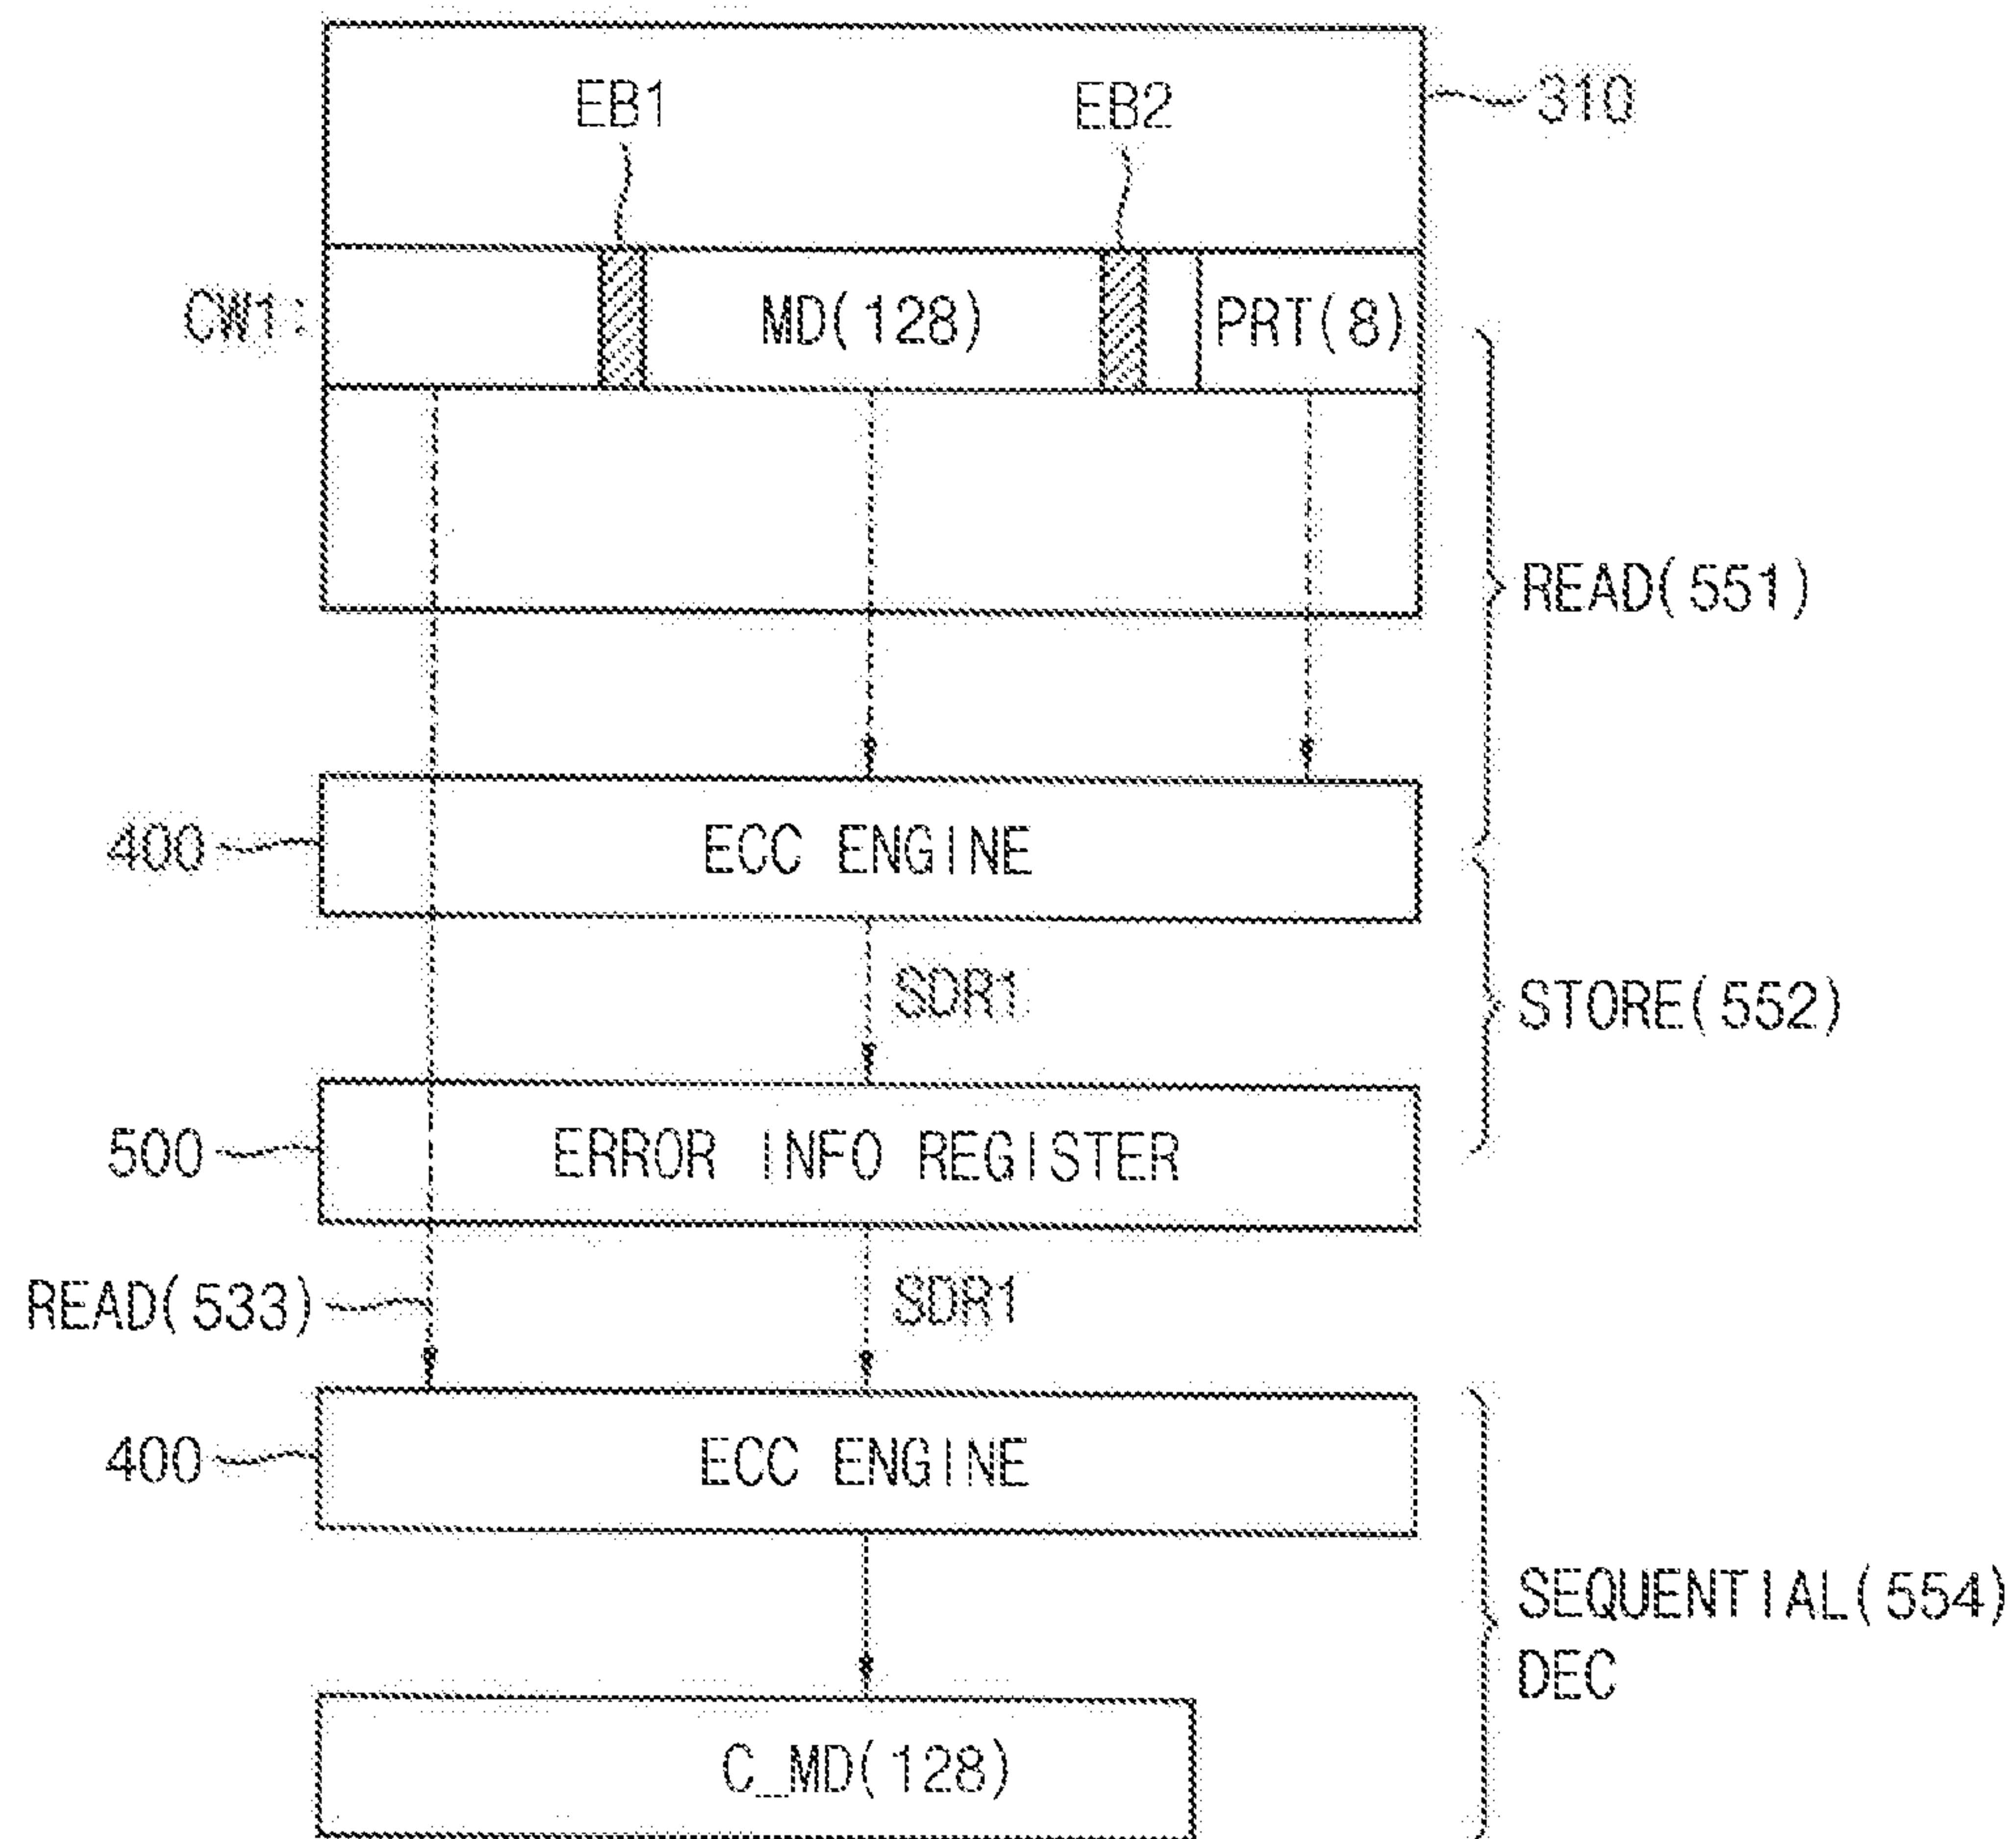 EB1 EB2 310
CW1: MD(128) PRT(8)
READ(551)
400 ECC ENGINE
SDR1
STORE(552)
500 ERROR INFO REGISTER
READ(533) SDR1
400 ECC ENGINE
SEQUENTIAL(554)
DEC
C_MD(128)